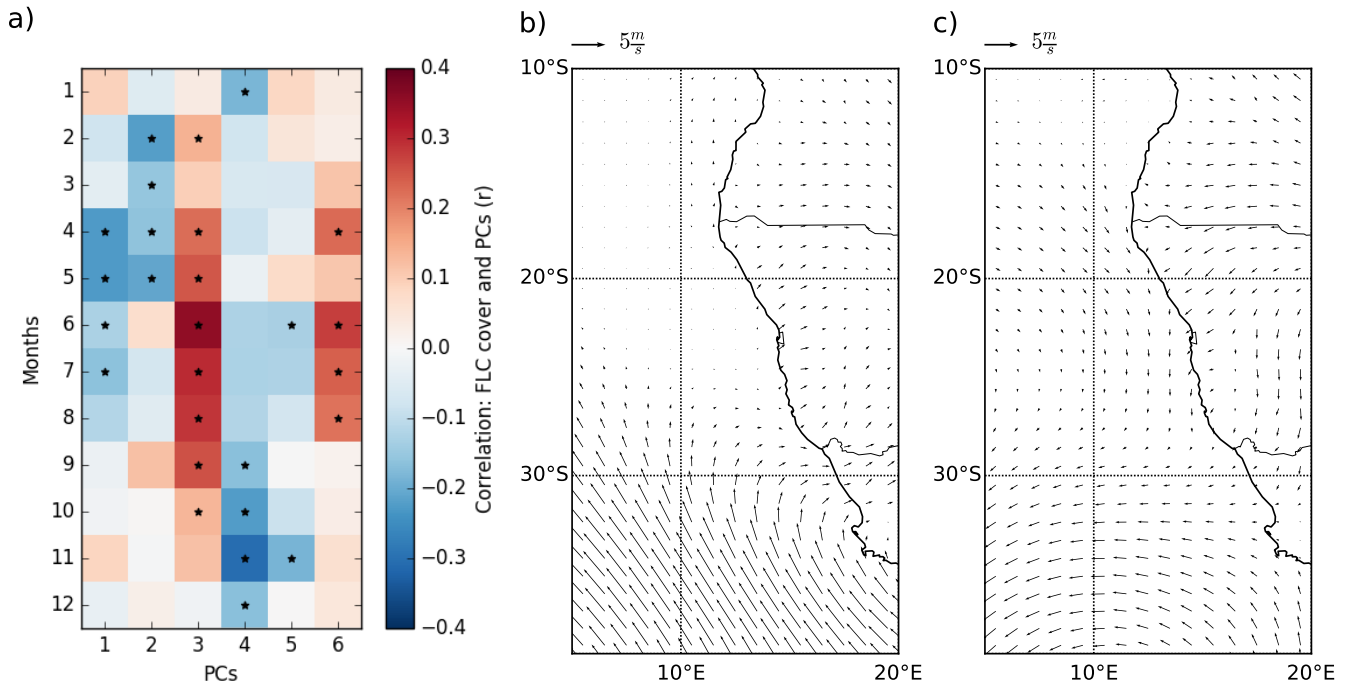 a)
Months
1
2
3
4
5
6
7
8
9
10
11
12
1 2 3 4 5 6
PCs
0.4
0.3
0.2
0.1
0.0
−0.1
−0.2
−0.3
−0.4
Correlation: FLC cover and PCs (r)
b)
5 m/s
10°S
20°S
30°S
10°E 20°E
c)
5 m/s
10°S
20°S
30°S
10°E 20°E